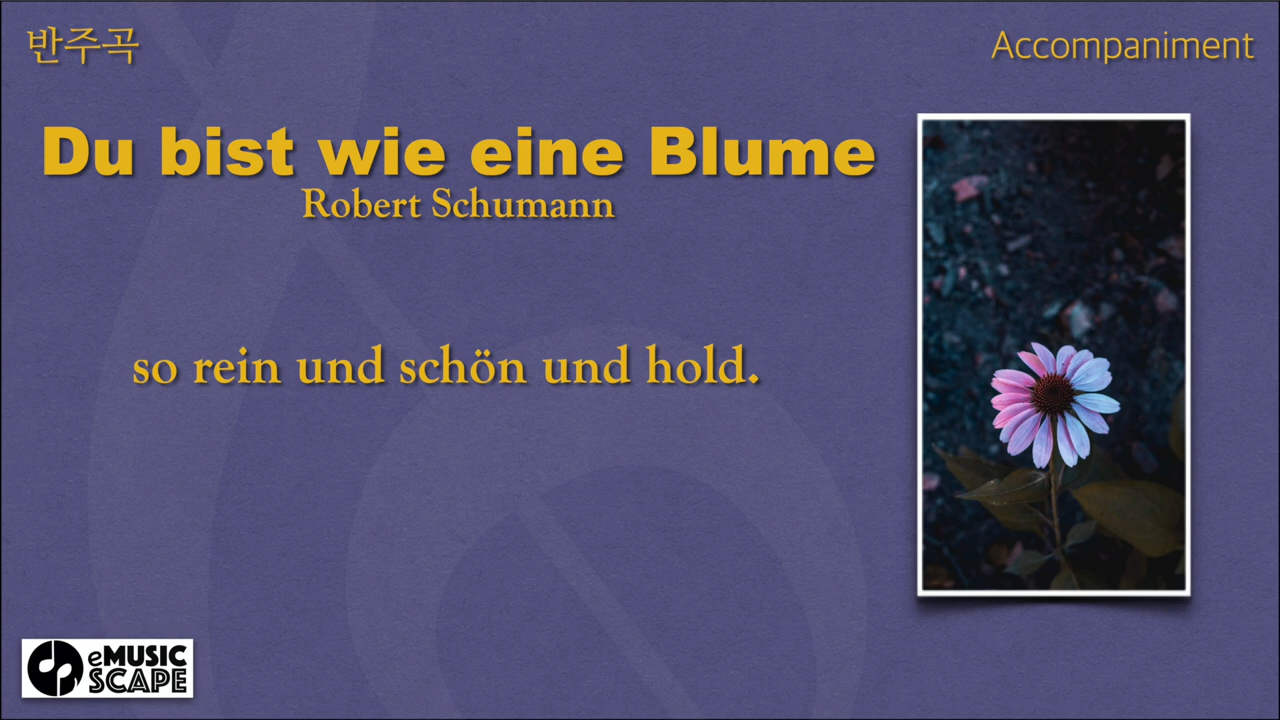 반주곡
Accompaniment
Du bist wie eine Blume
Robert Schumann
so rein und schön und hold.
eMUSIC
SCAPE